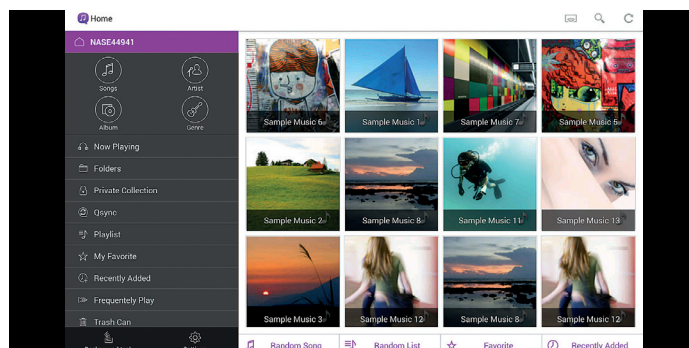 Home
NASE44941
Songs
Artist
Album
Genre
Now Playing
Folders
Private Collection
Qsync
Playlist
My Favorite
Recently Added
Frequentely Play
Trash Can
Sample Music 6
Sample Music 1
Sample Music 7
Sample Music 5
Sample Music 2
Sample Music 8
Sample Music 11
Sample Music 13
Sample Music 3
Sample Music 12
Sample Music 8
Sample Music 12
Random Song
Random List
Favorite
Recently Added